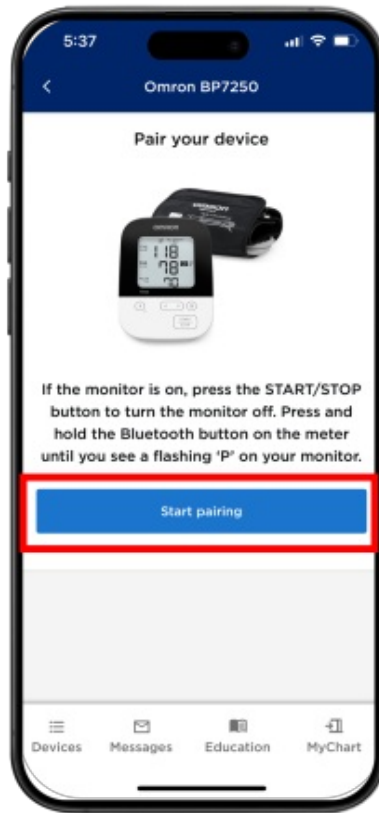 5:37
Omron BP7250
Pair your device
OMRON
OMRON
118
78
If the monitor is on, press the START/STOP
button to turn the monitor off. Press and
hold the Bluetooth button on the meter
until you see a flashing ‘P’ on your monitor.
Start pairing
Devices Messages Education MyChart